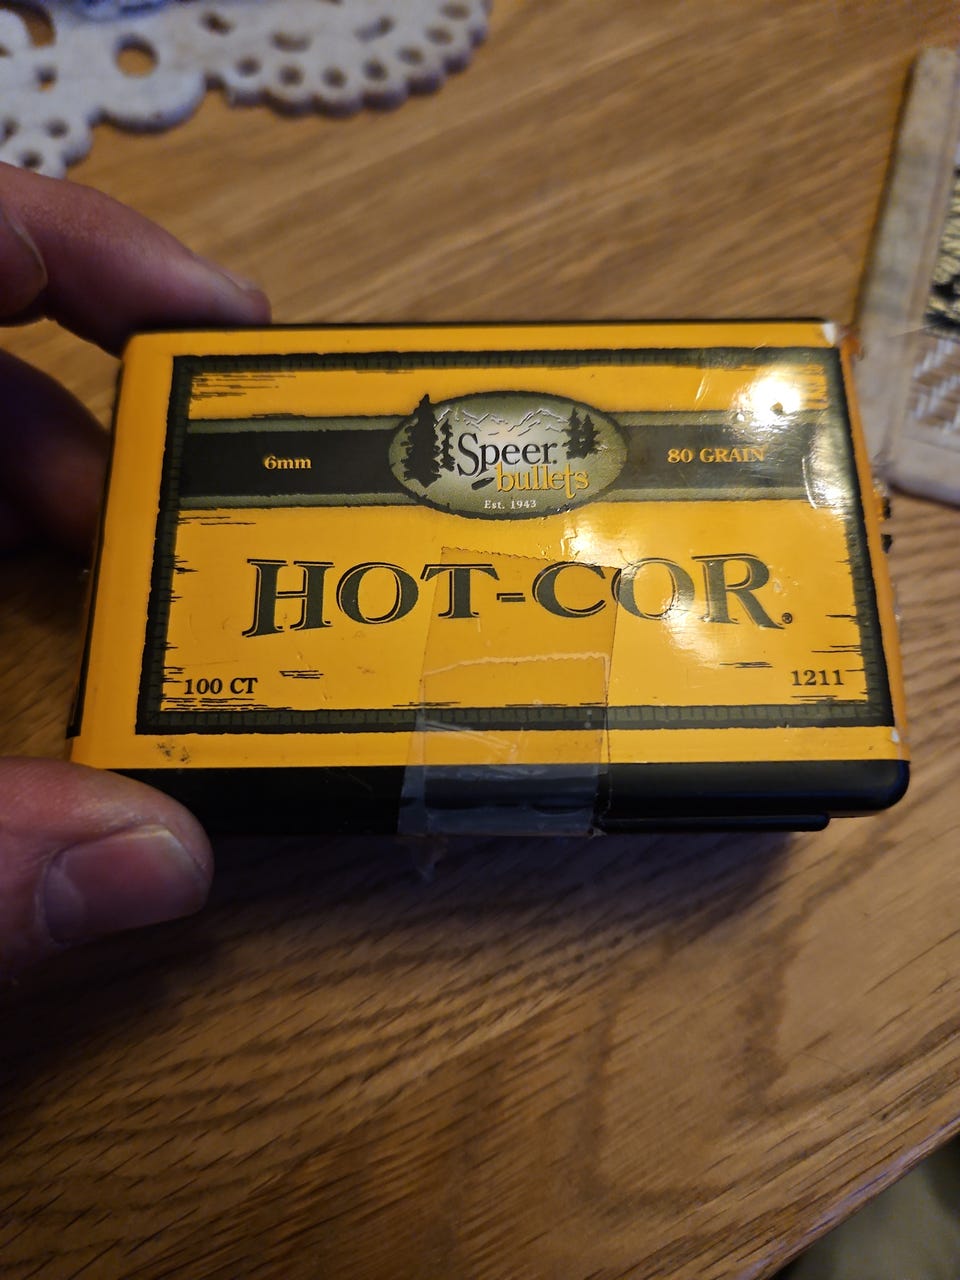 6mm
Speer
bullets
Est. 1943
80 GRAIN
HOT-COR®
100 CT
1211